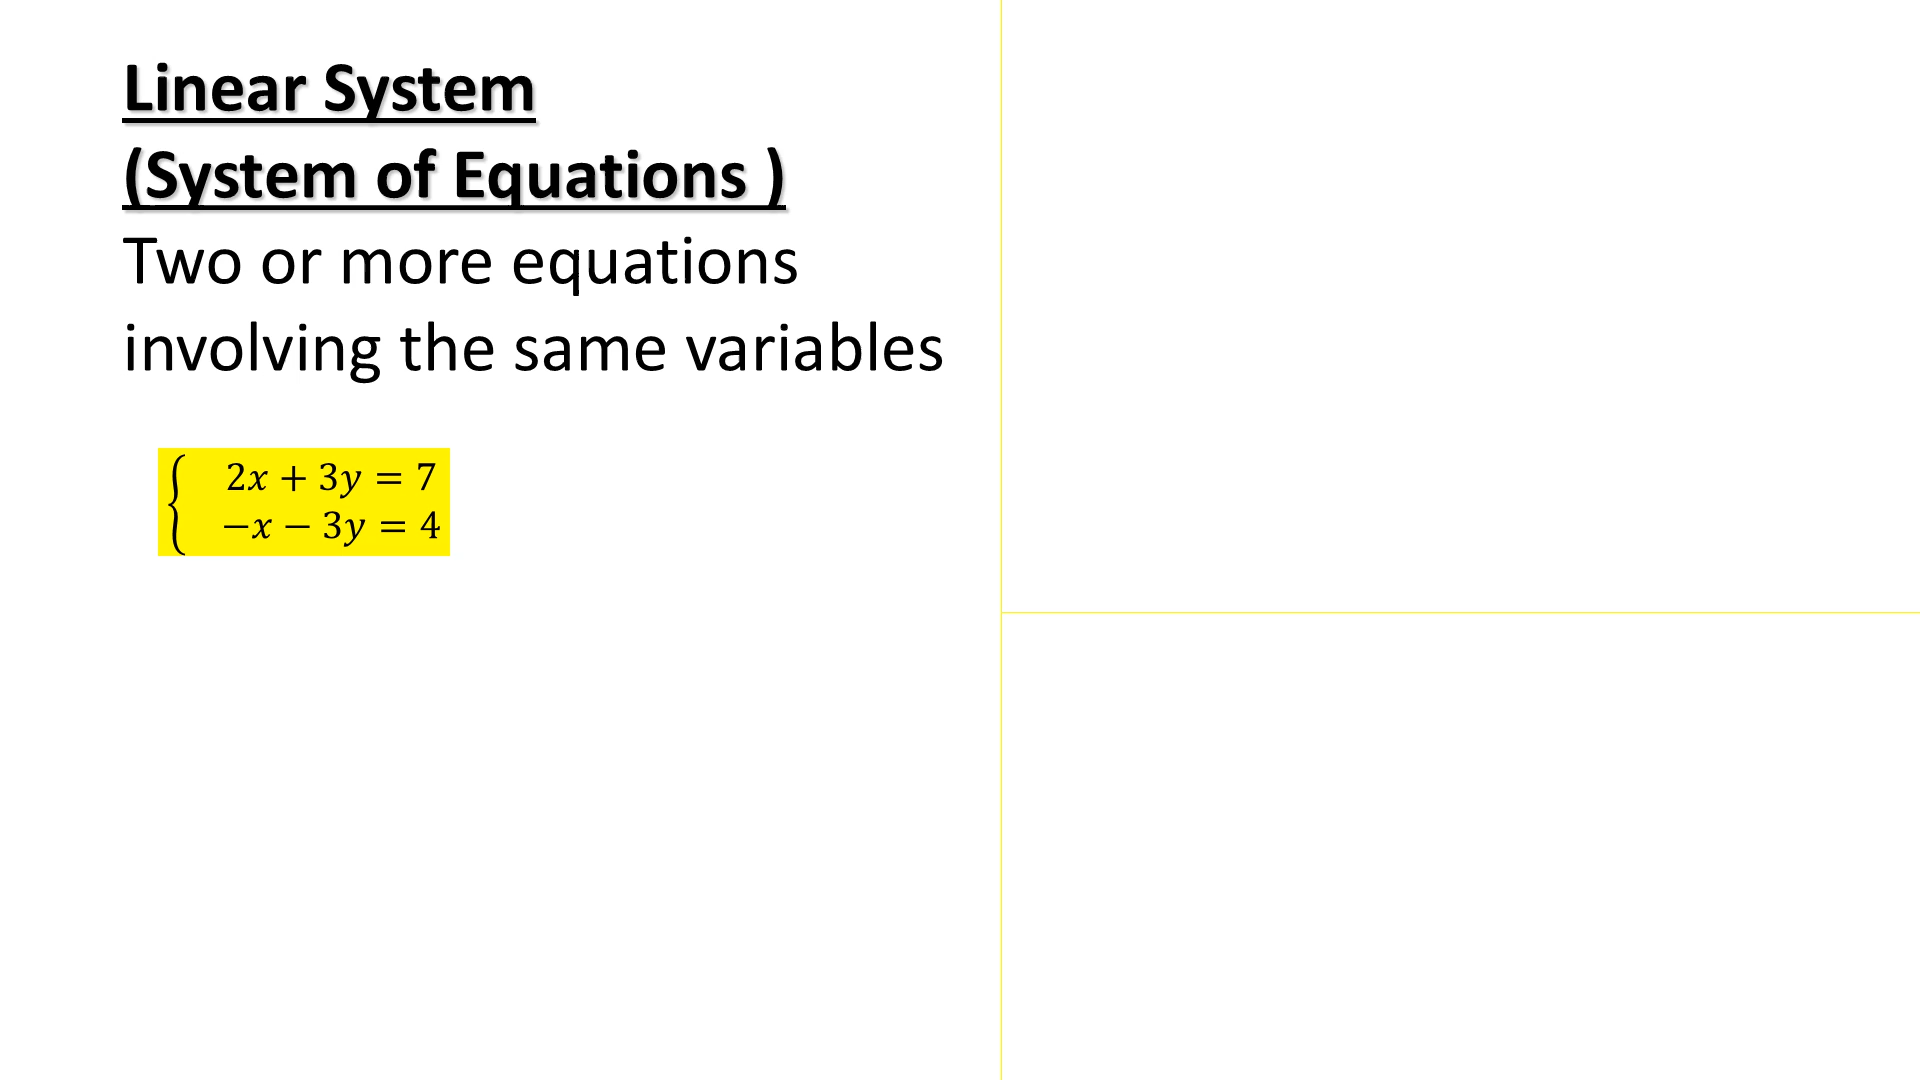 Linear System
(System of Equations )
Two or more equations
involving the same variables
2x + 3y = 7
−x − 3y = 4